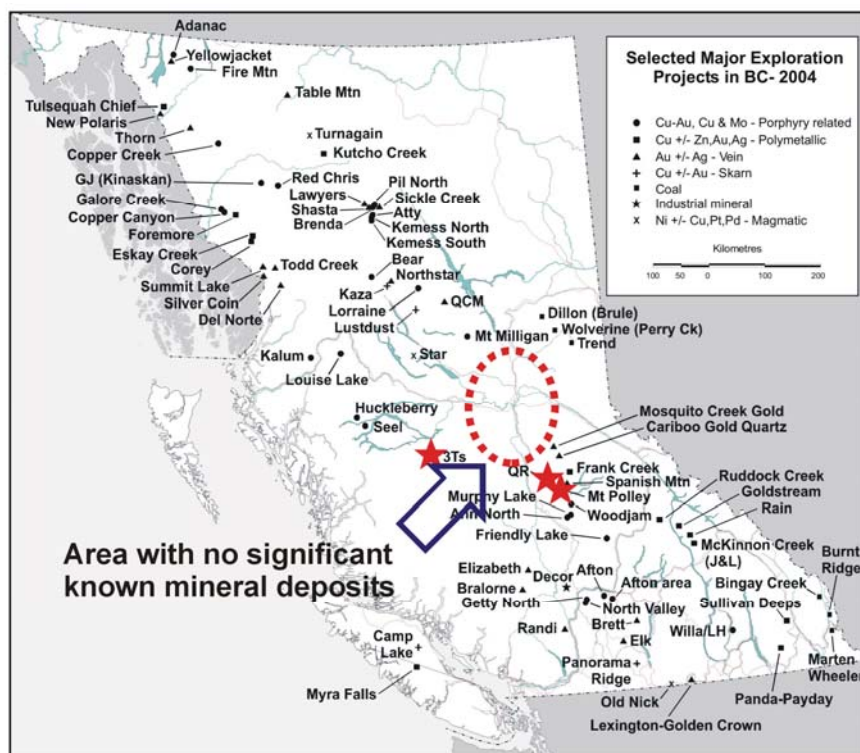 Adanac
Yellowjacket
Fire Mtn
Table Mtn
Tulsequah Chief
New Polaris
Thorn
Copper Creek
Turnagain
Kutcho Creek
GJ (Kinaskan)
Red Chris
Galore Creek
Copper Canyon
Foremore
Eskay Creek
Corey
Summit Lake
Silver Coin
Del Norte
Todd Creek
Lawyers
Shasta
Brenda
Pil North
Sickle Creek
Atty
Kemess North
Kemess South
Bear
Northstar
Kaza
Lorraine
Lustdust
QCM
Mt Milligan
Dillon (Brule)
Wolverine (Perry Ck)
Trend
Kalum
Louise Lake
Star
Huckleberry
Seel
3Ts
Mosquito Creek Gold
Cariboo Gold Quartz
QR
Frank Creek
Spanish Mtn
Mt Polley
Murphy Lake
Ann North
Woodjam
Friendly Lake
Ruddock Creek
Goldstream
Rain
McKinnon Creek
(J&L)
Area with no significant
known mineral deposits
Elizabeth
Bralorne
Decor
Getty North
Afton
Afton area
North Valley
Brett
Randi
Elk
Panorama
Ridge
Old Nick
Lexington-Golden Crown
Willa/LH
Bingay Creek
Sullivan Deeps
Burnt
Ridge
Marten
Wheeler
Panda-Payday
Camp
Lake
Myra Falls
Selected Major Exploration
Projects in BC- 2004
Cu-Au, Cu & Mo - Porphyry related
Cu +/- Zn,Au,Ag - Polymetallic
Au +/-Ag - Vein
Cu +/-Au - Skarn
Coal
Industrial mineral
Ni +/- Cu,Pt,Pd - Magmatic
Kilometres
100 50 0 100 200